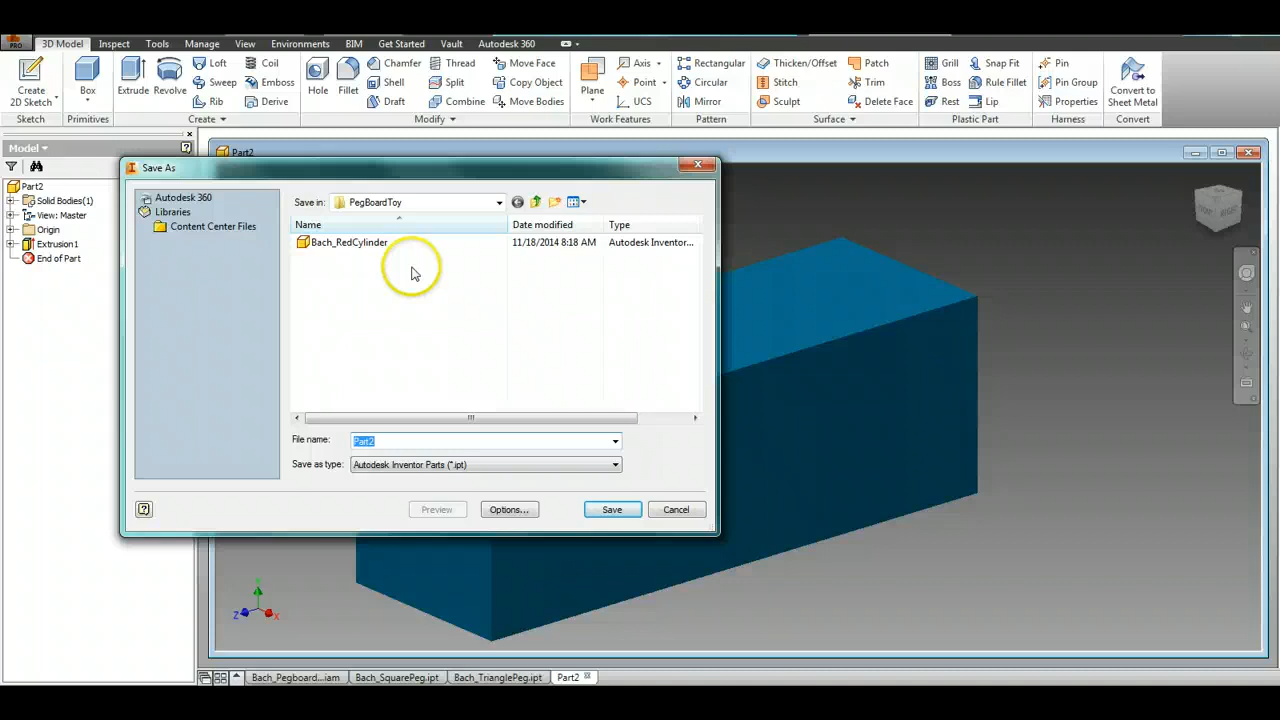 PRO 3D Model Inspect Tools Manage View Environments BIM Get Started Vault Autodesk 360
Loft Coil Chamfer Thread Move Face Axis Rectangular Thicken/Offset Patch Grill Snap Fit Pin
Create 2D Sketch Box Extrude Revolve Sweep Emboss Hole Fillet Shell Split Copy Object Plane Point Circular Stitch Trim Boss Rule Fillet Pin Group Convert to Sheet Metal
Rib Derive Draft Combine Move Bodies UCS Mirror Sculpt Delete Face Rest Lip Properties
Sketch Primitives Create Modify Work Features Pattern Surface Plastic Part Harness Convert
Model
Part2
Part2
Solid Bodies(1)
View: Master
Origin
Extrusion1
End of Part
Save As
Autodesk 360
Libraries
Content Center Files
Save in: PegBoardToy
Name Date modified Type
Bach_RedCylinder 11/18/2014 8:18 AM Autodesk Inventor...
File name: Part2
Save as type: Autodesk Inventor Parts (*.ipt)
Preview Options... Save Cancel
Y
Z X
Bach_Pegboard....iam Bach_SquarePeg.ipt Bach_TrianglePeg.ipt Part2